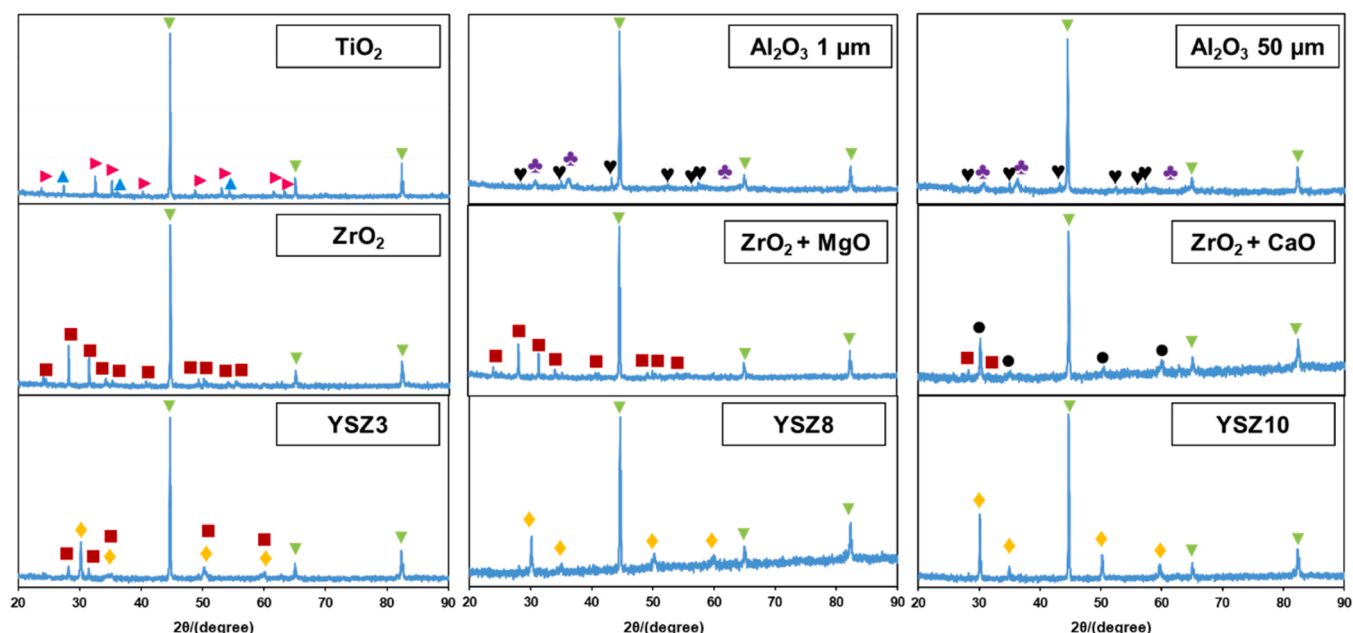 TiO₂
Al₂O₃ 1 µm
Al₂O₃ 50 µm
ZrO₂
ZrO₂ + MgO
ZrO₂ + CaO
YSZ3
YSZ8
YSZ10
20 30 40 50 60 70 80 90
20 30 40 50 60 70 80 90
20 30 40 50 60 70 80 90
2θ/(degree)
2θ/(degree)
2θ/(degree)